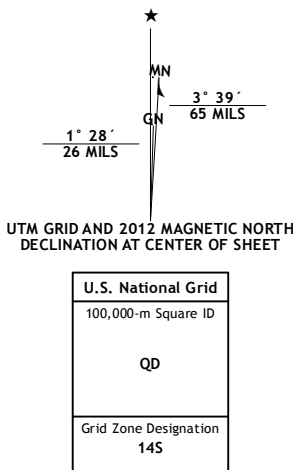 ★
MN
3° 39´
65 MILS
GN
1° 28´
26 MILS
UTM GRID AND 2012 MAGNETIC NORTH
DECLINATION AT CENTER OF SHEET
U.S. National Grid
100,000-m Square ID
QD
Grid Zone Designation
14S